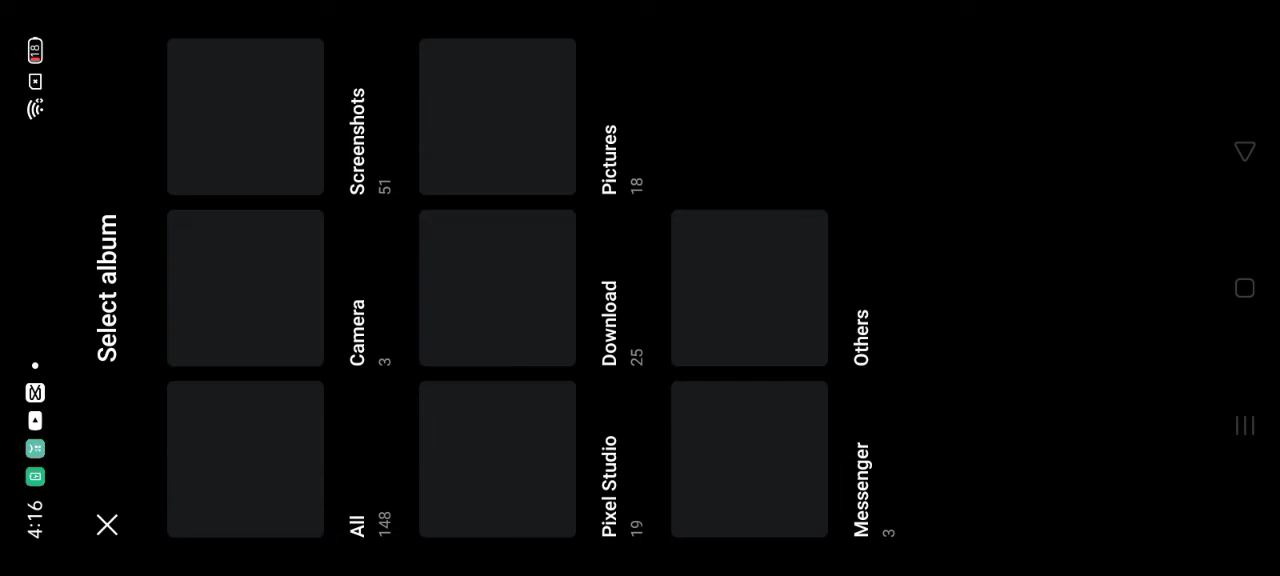 4:16
18
Select album
All
148
Camera
3
Screenshots
51
Pixel Studio
19
Download
25
Pictures
18
Messenger
3
Others